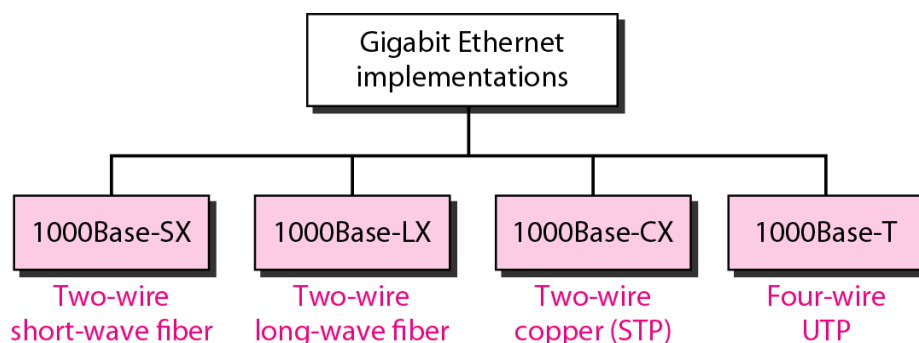 Gigabit Ethernet
implementations
1000Base-SX
1000Base-LX
1000Base-CX
1000Base-T
Two-wire
short-wave fiber
Two-wire
long-wave fiber
Two-wire
copper (STP)
Four-wire
UTP